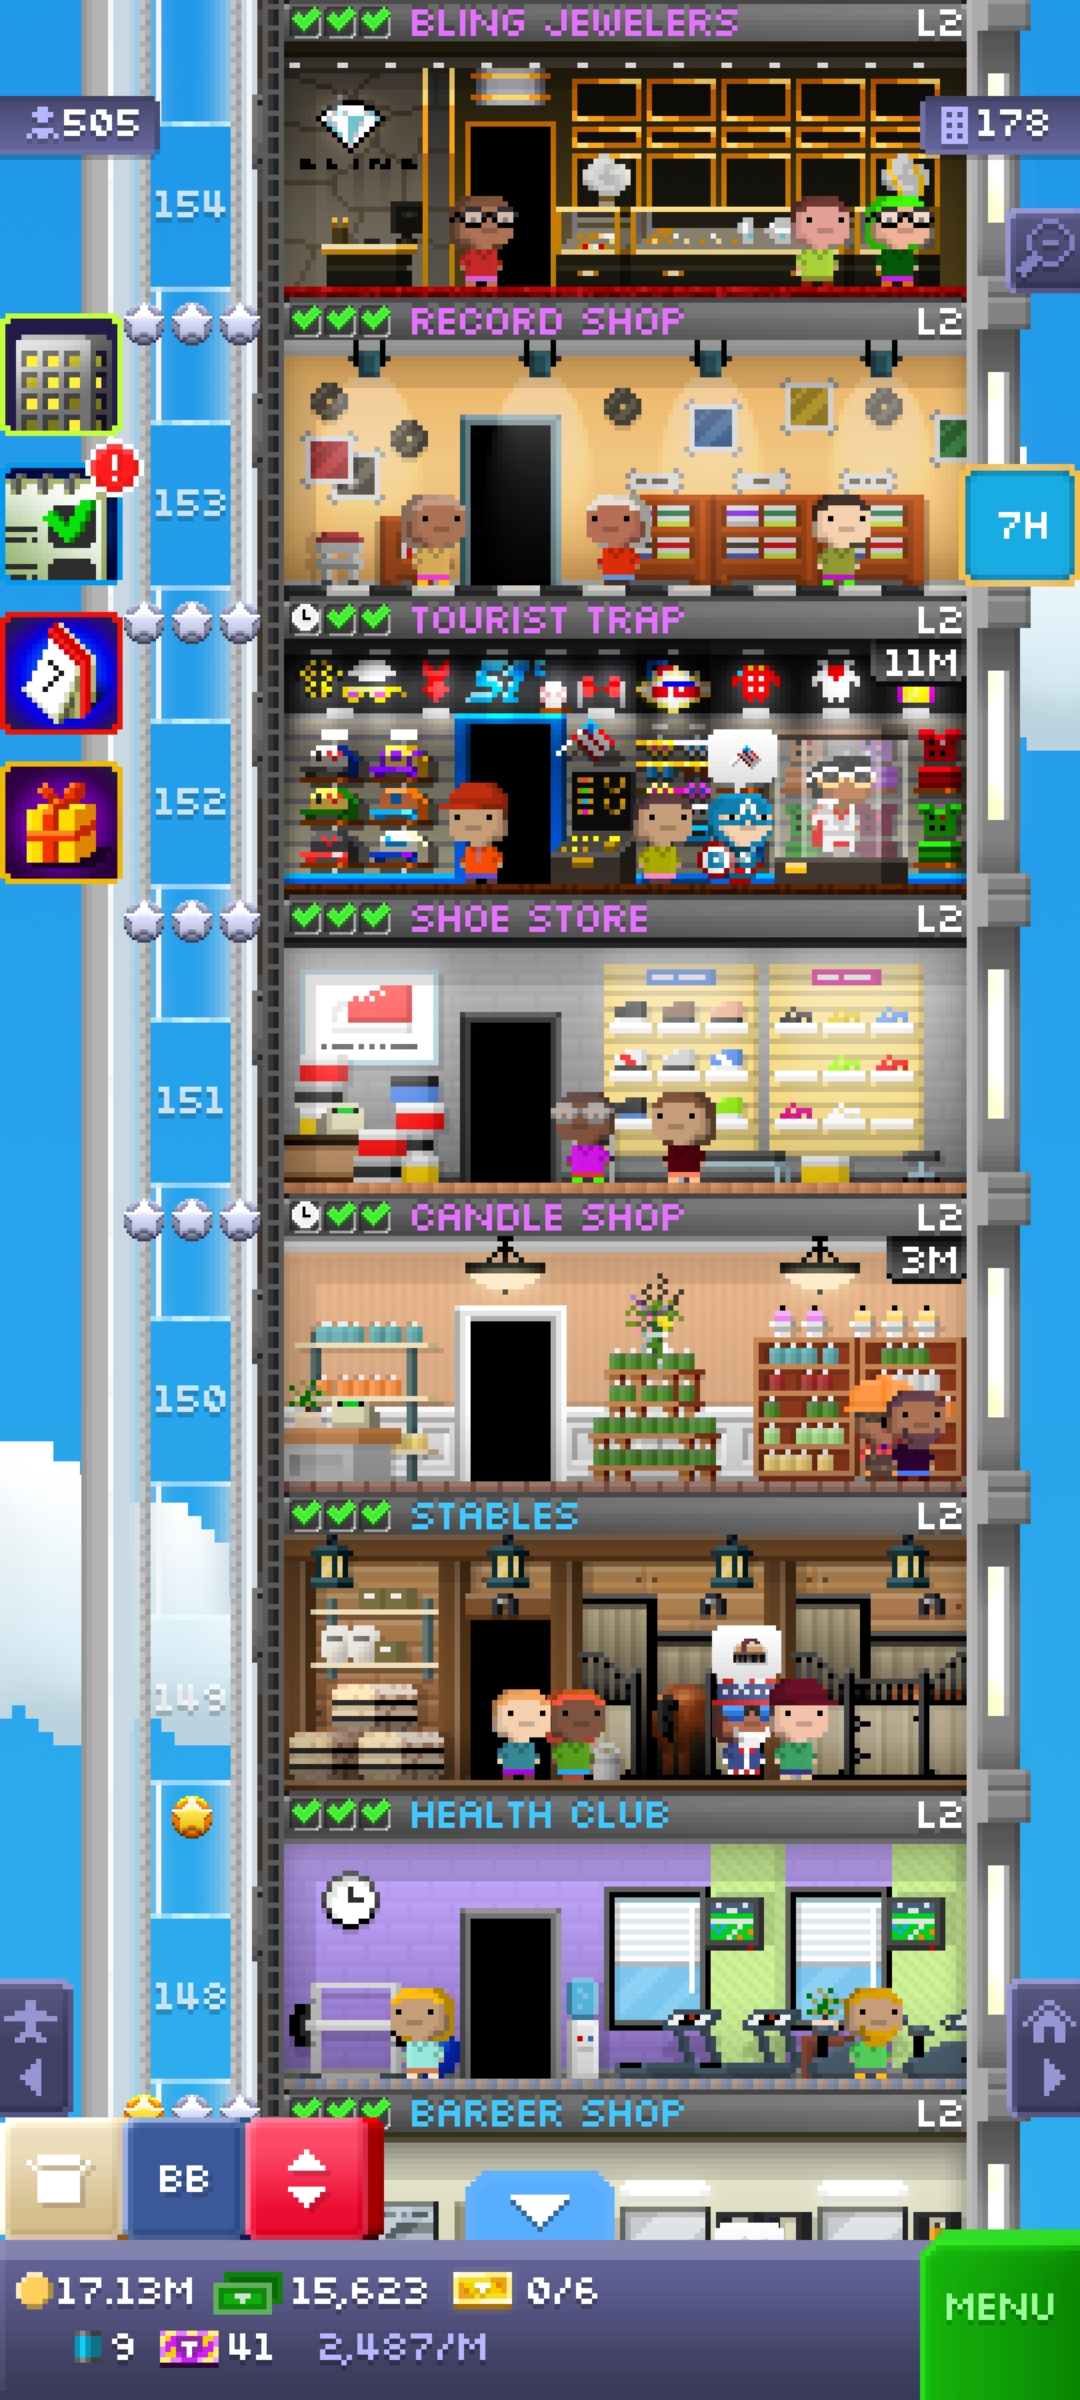 BLING JEWELERS L2
BLING
505
178
154
RECORD SHOP L2
153
7H
TOURIST TRAP L2
11M
152
SHOE STORE L2
151
CANDLE SHOP L2
3M
150
STABLES L2
149
HEALTH CLUB L2
148
BARBER SHOP L2
BB
17.13M 15,623 0/6
MENU
9 T 41 2,487/M